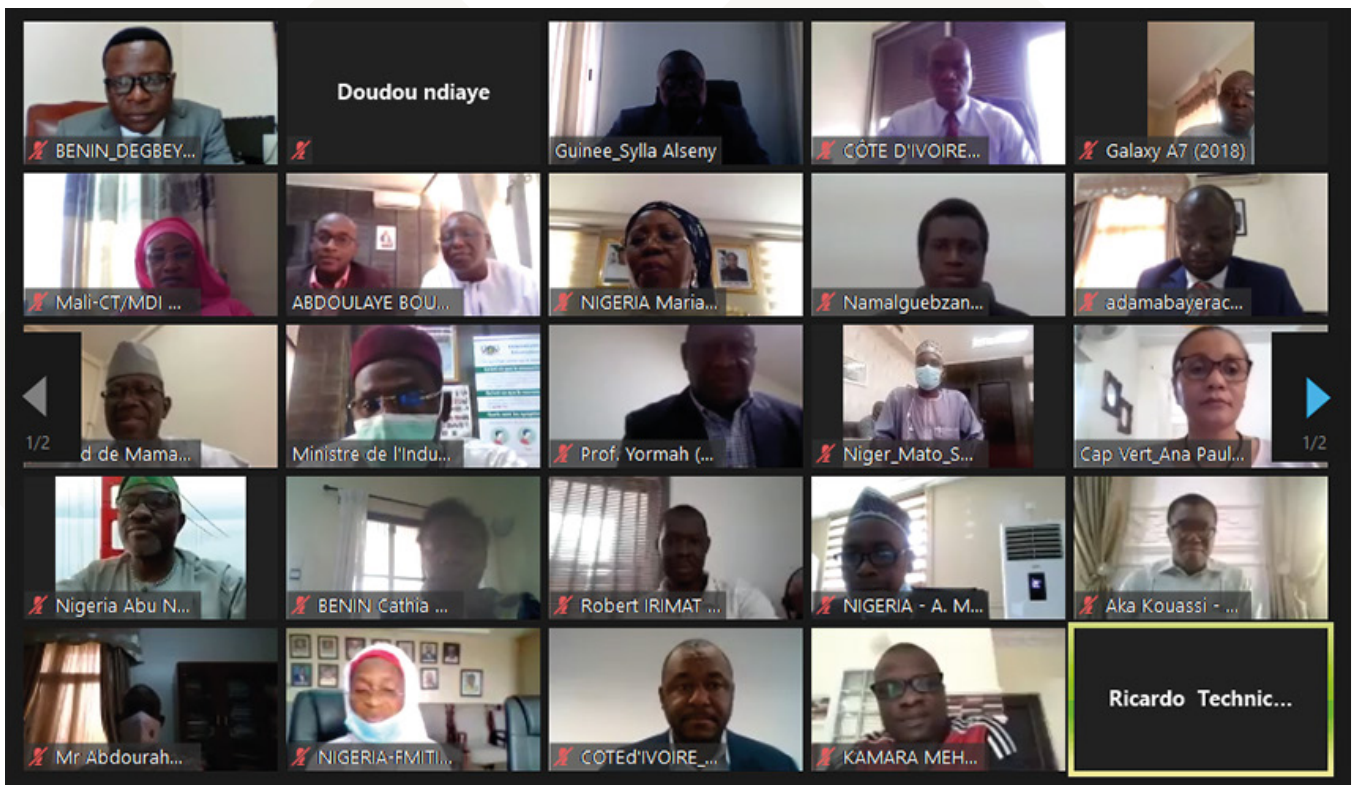 BENIN_DEGBEY...
Doudou ndiaye
Guinee_Sylla Alseny
CÔTE D'IVOIRE...
Galaxy A7 (2018)
Mali-CT/MDI ...
ABDOULAYE BOU...
NIGERIA Maria...
Namalguebzan...
adamabayerac...
1/2
d de Mama...
Ministre de l'Indu...
Prof. Yormah (...
Niger_Mato_S...
Cap Vert_Ana Paul...
1/2
Nigeria Abu N...
BENIN Cathia ...
Robert IRIMAT ...
NIGERIA - A. M...
Aka Kouassi - ...
Mr Abdourah...
NIGERIA-FMITI...
COTEd'IVOIRE_...
KAMARA MEH...
Ricardo Technic...